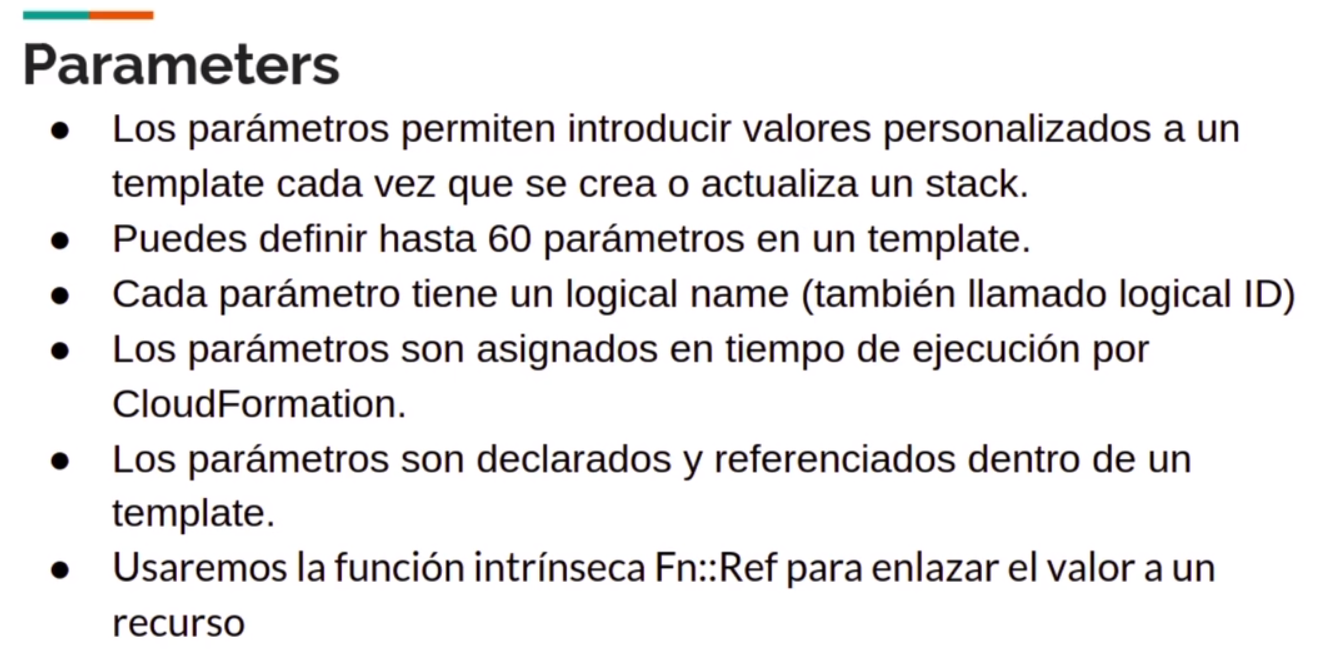 Parameters
● Los parámetros permiten introducir valores personalizados a un
template cada vez que se crea o actualiza un stack.
● Puedes definir hasta 60 parámetros en un template.
● Cada parámetro tiene un logical name (también llamado logical ID)
● Los parámetros son asignados en tiempo de ejecución por
CloudFormation.
● Los parámetros son declarados y referenciados dentro de un
template.
● Usaremos la función intrínseca Fn::Ref para enlazar el valor a un
recurso